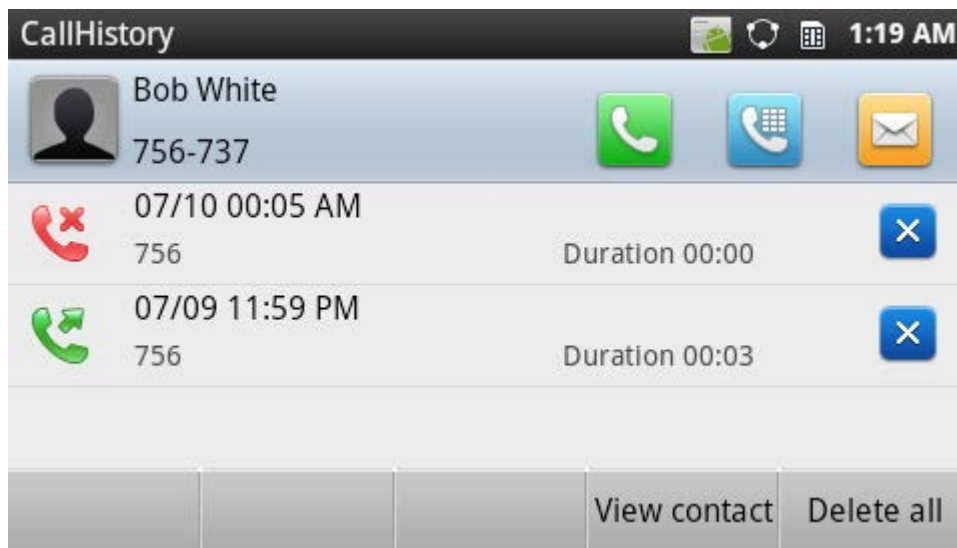 CallHistory 1:19 AM
Bob White
756-737
07/10 00:05 AM
756 Duration 00:00
07/09 11:59 PM
756 Duration 00:03
View contact Delete all